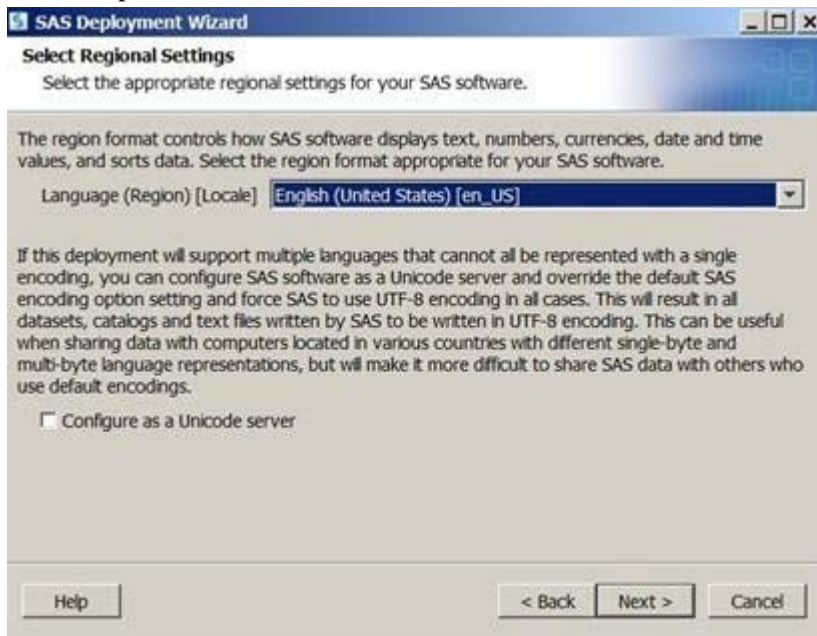 SAS Deployment Wizard
Select Regional Settings
Select the appropriate regional settings for your SAS software.
The region format controls how SAS software displays text, numbers, currencies, date and time
values, and sorts data. Select the region format appropriate for your SAS software.
Language (Region) [Locale] English (United States) [en_US]
If this deployment will support multiple languages that cannot all be represented with a single
encoding, you can configure SAS software as a Unicode server and override the default SAS
encoding option setting and force SAS to use UTF-8 encoding in all cases. This will result in all
datasets, catalogs and text files written by SAS to be written in UTF-8 encoding. This can be useful
when sharing data with computers located in various countries with different single-byte and
multi-byte language representations, but will make it more difficult to share SAS data with others who
use default encodings.
Configure as a Unicode server
Help < Back Next > Cancel